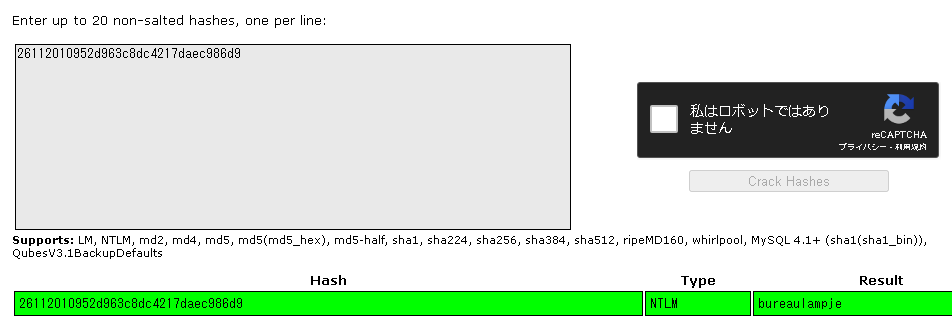 Enter up to 20 non-salted hashes, one per line:
26112010952d963c8dc4217daec986d9
私はロボットではあり
ません
reCAPTCHA
プライバシー - 利用規約
Crack Hashes
Supports: LM, NTLM, md2, md4, md5, md5(md5_hex), md5-half, sha1, sha224, sha256, sha384, sha512, ripeMD160, whirlpool, MySQL 4.1+ (sha1(sha1_bin)),
QubesV3.1BackupDefaults
Hash Type Result
26112010952d963c8dc4217daec986d9 NTLM bureaulampje